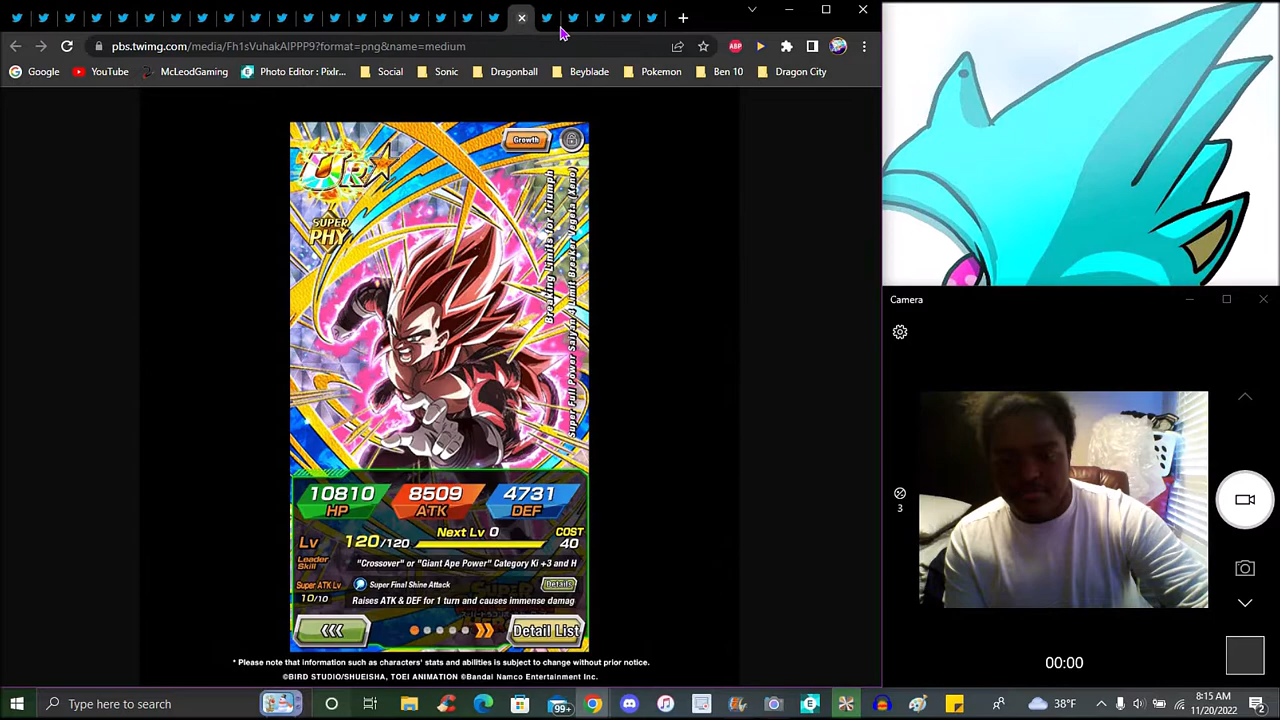 pbs.twimg.com/media/Fh1sVuhakAIPPP9?format=png&name=medium
ABP
Google
YouTube
McLeodGaming
Photo Editor : Pixlr...
Social
Sonic
Dragonball
Beyblade
Pokemon
Ben 10
Dragon City
Growth
UR
SUPER
PHY
Breaking Limits for Triumph
Super Full Power Saiyan 4 Limit Breaker Vegeta (Xeno)
10810
HP
8509
ATK
4731
DEF
Next Lv 0
COST
40
Lv 120/120
Leader
Skill
"Crossover" or "Giant Ape Power" Category Ki +3 and H
Super ATK Lv
10/10
Super Final Shine Attack
Details
Raises ATK & DEF for 1 turn and causes immense damag
Detail List
* Please note that information such as characters' stats and abilities is subject to change without prior notice.
©BIRD STUDIO/SHUEISHA, TOEI ANIMATION ©Bandai Namco Entertainment Inc.
Camera
3
00:00
Type here to search
99+
38°F
8:15 AM
11/20/2022
2